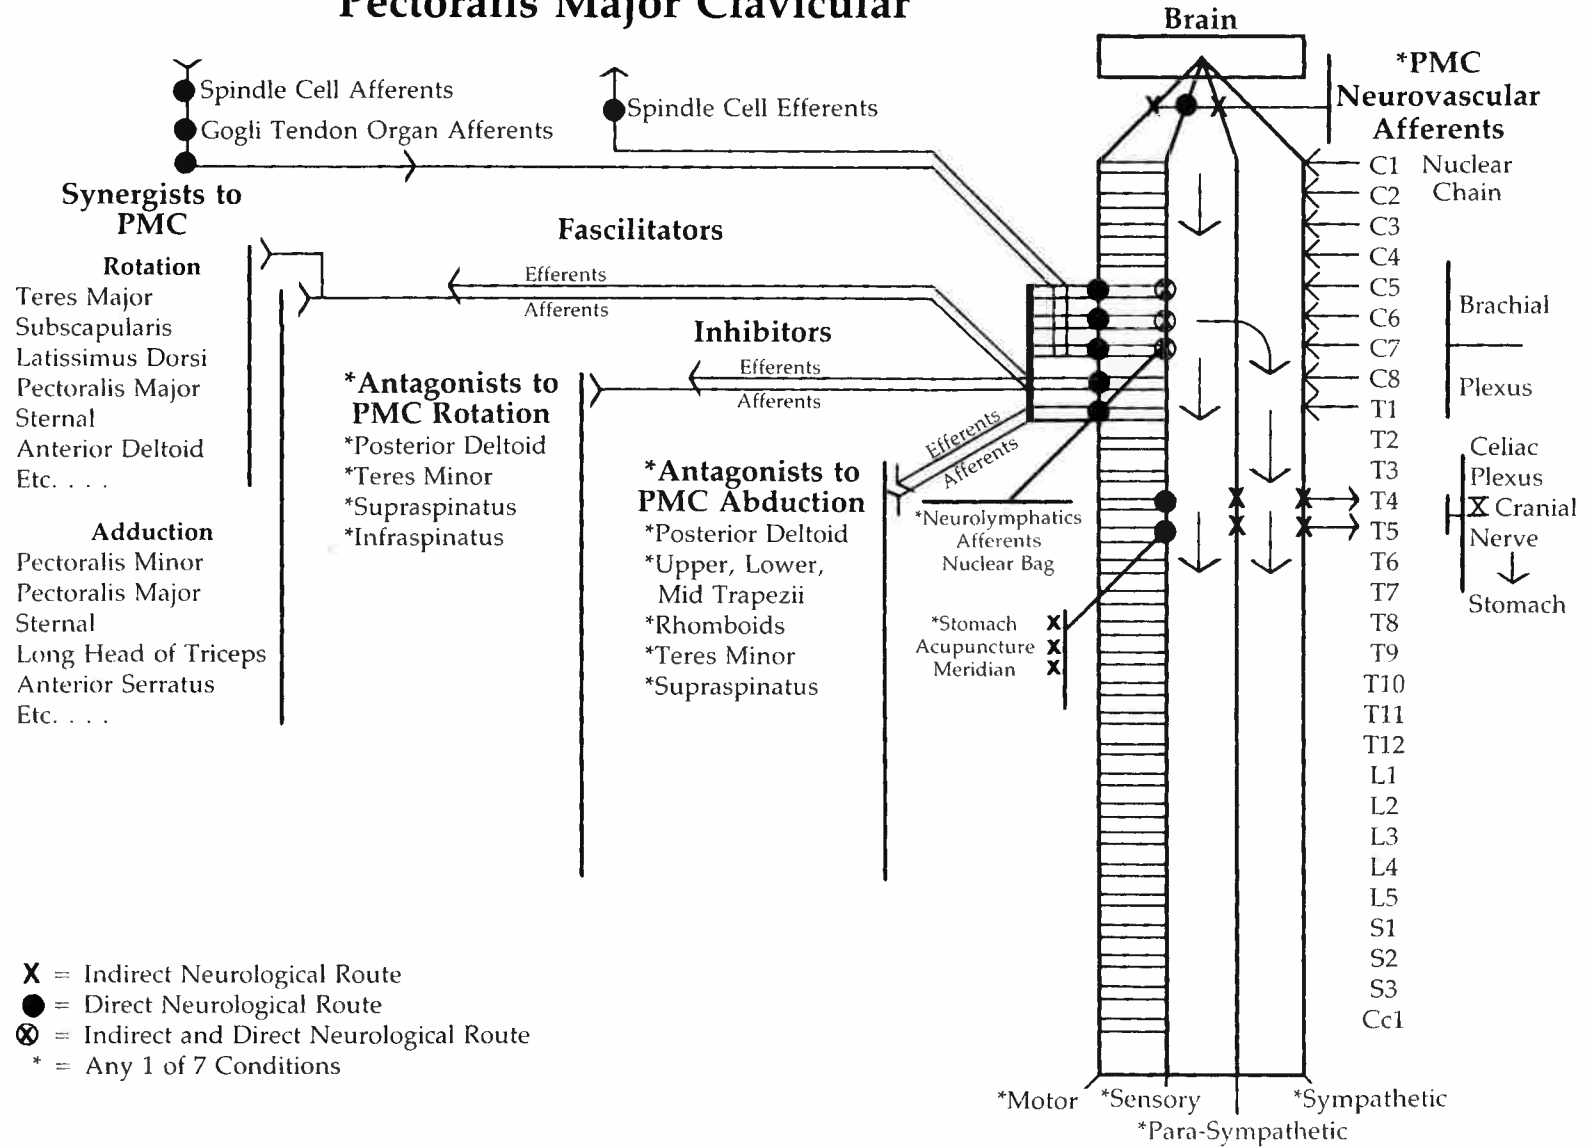 Pectoralis Major Clavicular
Brain
*PMC
Neurovascular
Afferents
Spindle Cell Afferents
Gogli Tendon Organ Afferents
Spindle Cell Efferents
Synergists to
PMC
Rotation
Teres Major
Subscapularis
Latissimus Dorsi
Pectoralis Major
Sternal
Anterior Deltoid
Etc. . . .
Adduction
Pectoralis Minor
Pectoralis Major
Sternal
Long Head of Triceps
Anterior Serratus
Etc. . . .
Fascilitators
Efferents
Afferents
Inhibitors
Efferents
Afferents
*Antagonists to
PMC Rotation
*Posterior Deltoid
*Teres Minor
*Supraspinatus
*Infraspinatus
Efferents
Afferents
*Antagonists to
PMC Abduction
*Posterior Deltoid
*Upper, Lower,
Mid Trapezii
*Rhomboids
*Teres Minor
*Supraspinatus
*Neurolymphatics
Afferents
Nuclear Bag
*Stomach X
Acupuncture X
Meridian X
X X
X X
X X
C1 Nuclear
C2 Chain
C3
C4
C5
C6
C7
C8
T1
T2
T3
T4
T5
T6
T7
T8
T9
T10
T11
T12
L1
L2
L3
L4
L5
S1
S2
S3
Cc1
Brachial
Plexus
Celiac
Plexus
X Cranial
Nerve
Stomach
X = Indirect Neurological Route
● = Direct Neurological Route
⊗ = Indirect and Direct Neurological Route
* = Any 1 of 7 Conditions
*Motor *Sensory *Sympathetic
*Para-Sympathetic